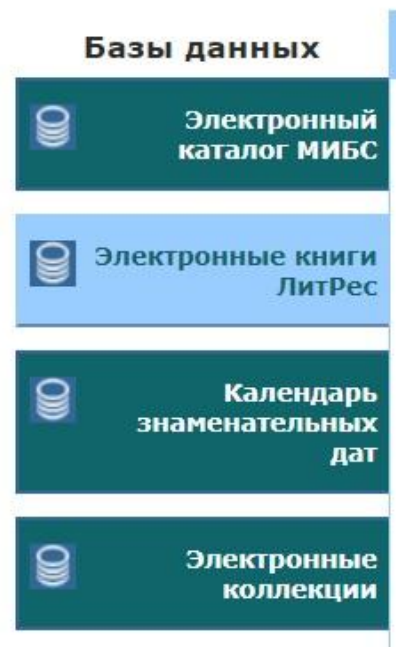 Базы данных
Электронный
каталог МИБС
Электронные книги
ЛитРес
Календарь
знаменательных
дат
Электронные
коллекции